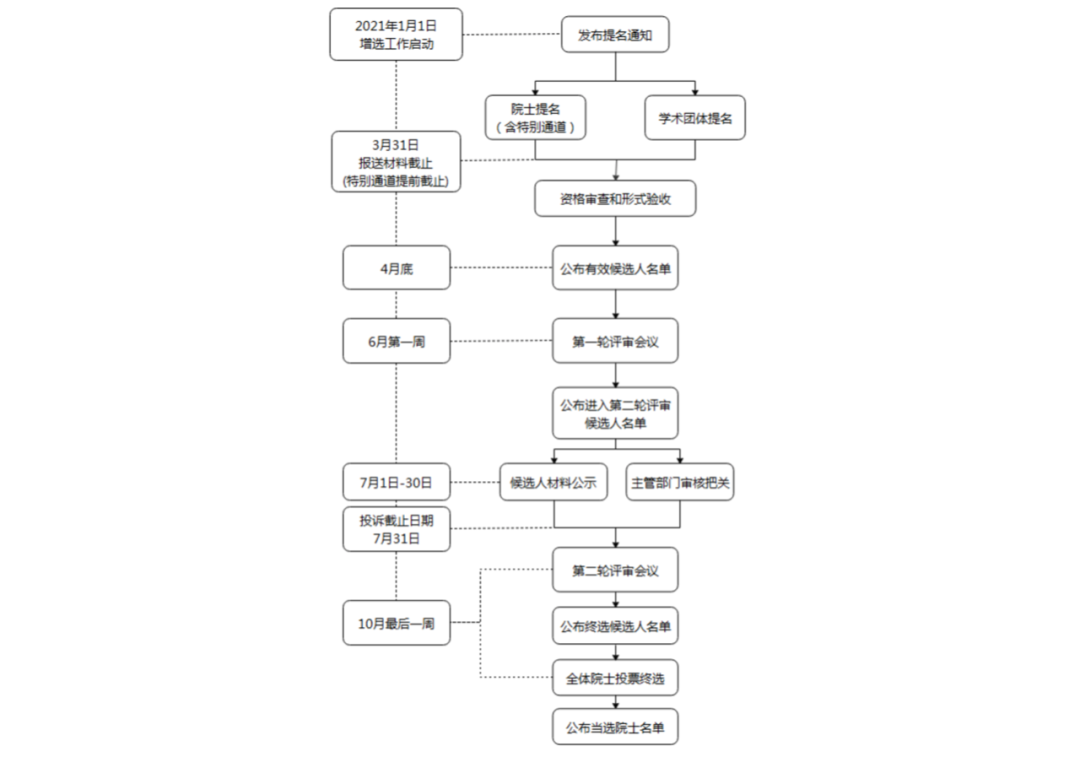 2021年1月1日
增选工作启动
发布提名通知
院士提名
（含特别通道）
学术团体提名
3月31日
报送材料截止
(特别通道提前截止)
资格审查和形式验收
4月底
公布有效候选人名单
6月第一周
第一轮评审会议
公布进入第二轮评审
候选人名单
7月1日-30日
候选人材料公示
主管部门审核把关
投诉截止日期
7月31日
第二轮评审会议
10月最后一周
公布终选候选人名单
全体院士投票终选
公布当选院士名单